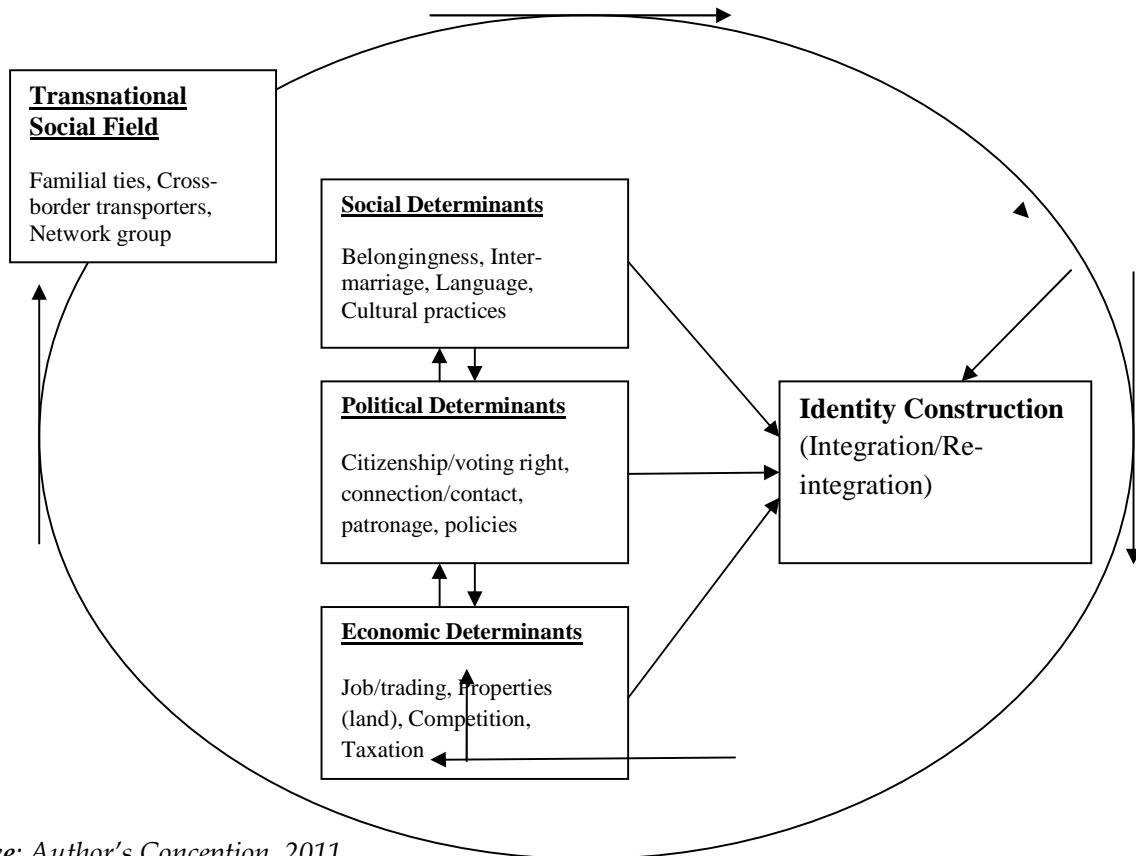 Transnational
Social Field
Familial ties, Cross-
border transporters,
Network group
Social Determinants
Belongingness, Inter-
marriage, Language,
Cultural practices
Political Determinants
Citizenship/voting right,
connection/contact,
patronage, policies
Identity Construction
(Integration/Re-
integration)
Economic Determinants
Job/trading, Properties
(land), Competition,
Taxation
Author's Conception, 2011